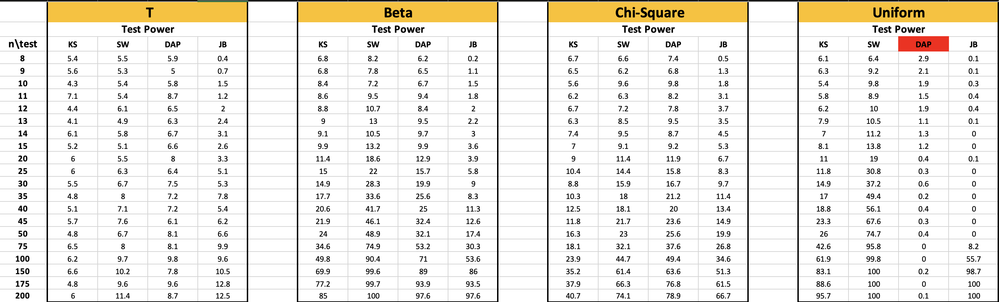 T Beta Chi-Square Uniform
Test Power Test Power Test Power Test Power
n\test KS SW DAP JB KS SW DAP JB KS SW DAP JB KS SW DAP JB
8 5.4 5.5 5.9 0.4 6.8 8.2 6.2 0.2 6.7 6.6 7.4 0.5 6.1 6.4 2.9 0.1
9 5.6 5.3 5 0.7 6.8 7.8 6.5 1.1 6.5 6.2 6.8 1.3 6.3 9.2 2.1 0.1
10 4.3 5.4 5.8 1.5 8.4 7.2 6.7 1.5 5.6 9.6 9.8 1.8 5.4 9.8 1.9 0.3
11 7.1 5.4 8.7 1.2 8.6 9.5 9.4 1.8 6.2 6.3 8.2 3.1 5.8 8.9 1.5 0.4
12 4.4 6.1 6.5 2 8.8 10.7 8.4 2 6.7 7.2 7.8 3.7 6.2 10 1.9 0.4
13 4.1 4.9 6.3 2.4 9 13 9.5 2.2 6.3 8.5 9.5 3.5 7.9 10.5 1.1 0.1
14 6.1 5.8 6.7 3.1 9.1 10.5 9.7 3 7.4 9.5 8.7 4.5 7 11.2 1.3 0
15 5.2 5.1 6.6 2.6 9.9 13.2 9.9 3.6 7 9.1 9.2 5.3 8.1 13.8 1.2 0
20 6 5.5 8 3.3 11.4 18.6 12.9 3.9 9 11.4 11.9 6.7 11 19 0.4 0.1
25 6 6.3 6.4 5.1 15 22 15.7 5.8 10.4 14.4 15.8 8.3 11.8 30.8 0.3 0
30 5.5 6.7 7.5 5.3 14.9 28.3 19.9 9 8.8 15.9 16.7 9.7 14.9 37.2 0.6 0
35 4.8 8 7.2 7.8 17.7 33.6 25.6 8.3 10.3 18 21.2 11.4 17 49.4 0.2 0
40 5.1 7.1 7.2 5.4 20.6 41.7 25 11.3 12.5 18.1 20 13.4 18.8 56.1 0.4 0
45 5.7 7.6 6.1 6.2 21.9 46.1 32.4 12.6 11.8 21.7 23.6 14.9 23.3 67.6 0.3 0
50 4.8 6.7 8.1 6.6 24 48.9 32.1 17.4 16.3 23 25.6 19.9 26 74.7 0.4 0
75 6.5 8 8.1 9.9 34.6 74.9 53.2 30.3 18.1 32.1 37.6 26.8 42.6 95.8 0 8.2
100 6.2 9.7 9.8 9.6 49.8 90.4 71 53.6 23.9 44.7 49.4 34.6 61.9 99.8 0 55.7
150 6.6 10.2 7.8 10.5 69.9 99.6 89 86 35.2 61.4 63.6 51.3 83.1 100 0.2 98.7
175 4.8 9.6 9.6 12.8 77.2 99.7 93.9 93.5 37.9 66.3 76.8 61.5 88.6 100 0 100
200 6 11.4 8.7 12.5 85 100 97.6 97.6 40.7 74.1 78.9 66.7 95.7 100 0.1 100